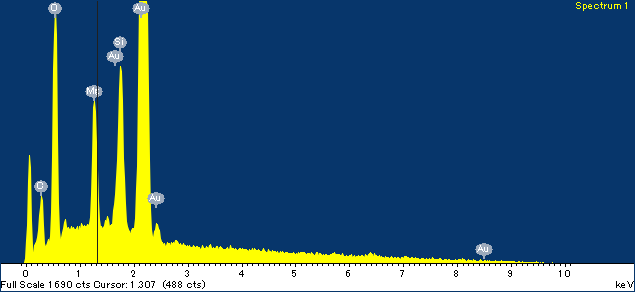 Spectrum 1
O
Au
Si
Au
Mg
O
Au
Au
0 1 2 3 4 5 6 7 8 9 10
Full Scale 1690 cts Cursor: 1.307 (488 cts)
keV